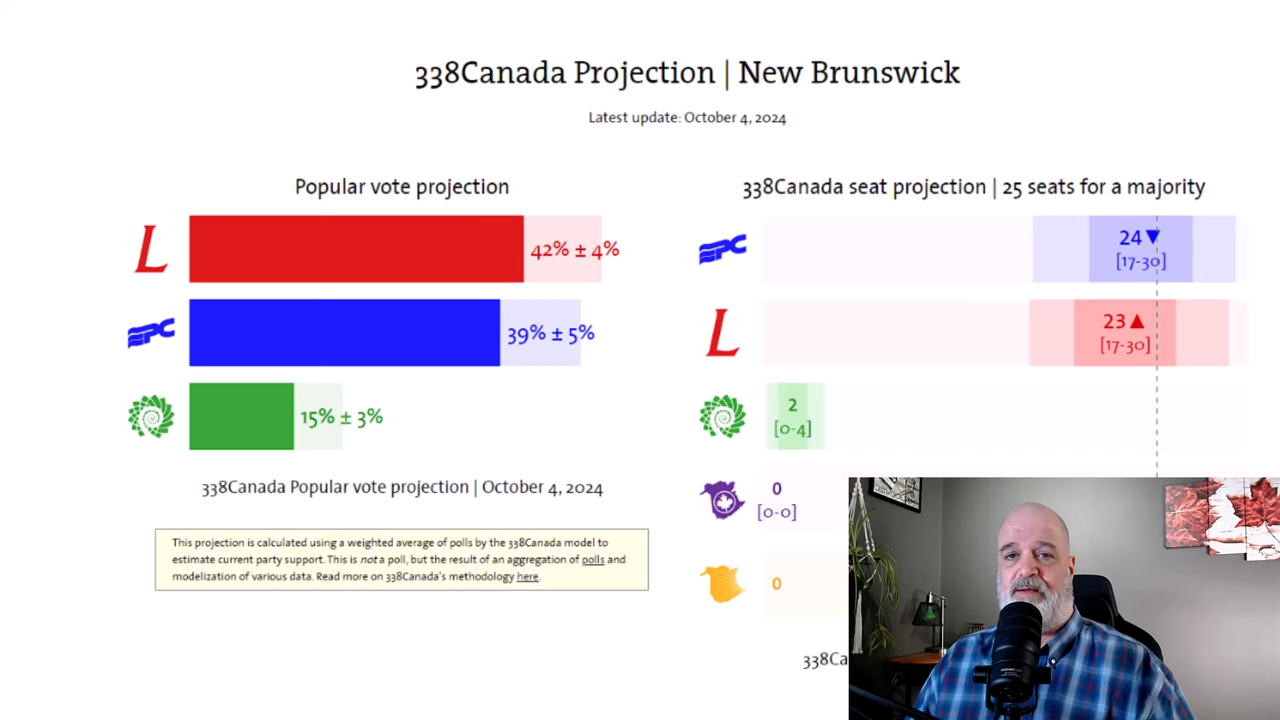 338Canada Projection | New Brunswick
Latest update: October 4, 2024
Popular vote projection
L
42% ± 4%
EPC
39% ± 5%
15% ± 3%
338Canada Popular vote projection | October 4, 2024
This projection is calculated using a weighted average of polls by the 338Canada model to
estimate current party support. This is not a poll, but the result of an aggregation of polls and
modelization of various data. Read more on 338Canada's methodology here.
338Canada seat projection | 25 seats for a majority
EPC
24▼
[17-30]
L
23▲
[17-30]
2
[0-4]
0
[0-0]
0
338Ca